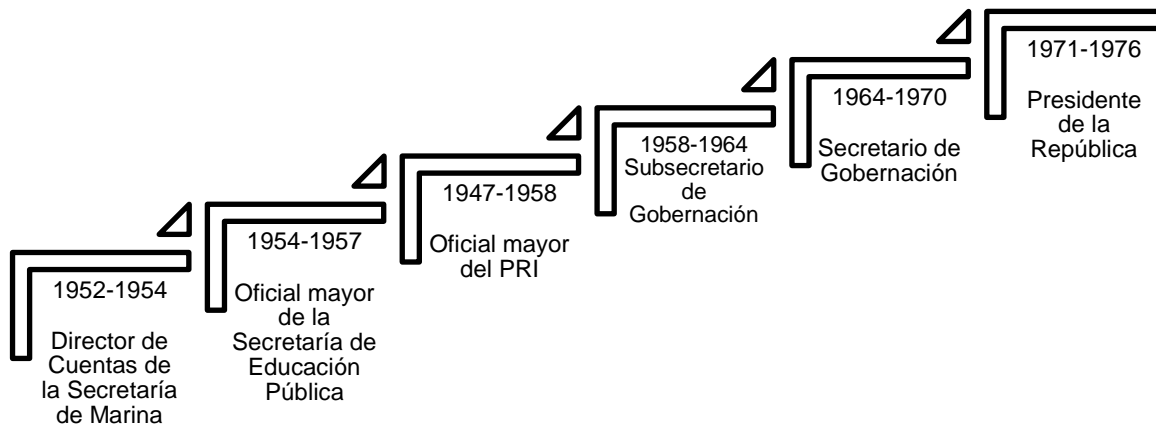 1952-1954
Director de
Cuentas de
la Secretaría
de Marina
1954-1957
Oficial mayor
de la
Secretaría de
Educación
Pública
1947-1958
Oficial mayor
del PRI
1958-1964
Subsecretario
de
Gobernación
1964-1970
Secretario de
Gobernación
1971-1976
Presidente
de la
República